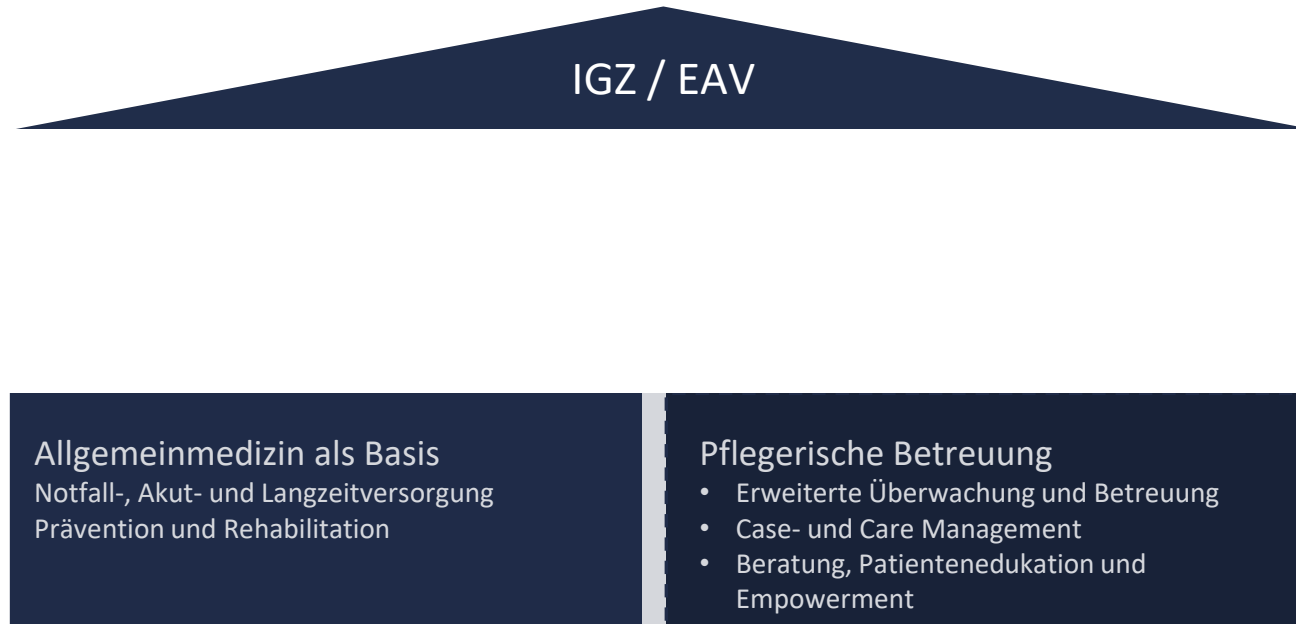 IGZ / EAV
Allgemeinmedizin als Basis
Notfall-, Akut- und Langzeitversorgung
Prävention und Rehabilitation
Pflegerische Betreuung
• Erweiterte Überwachung und Betreuung
• Case- und Care Management
• Beratung, Patientenedukation und
Empowerment